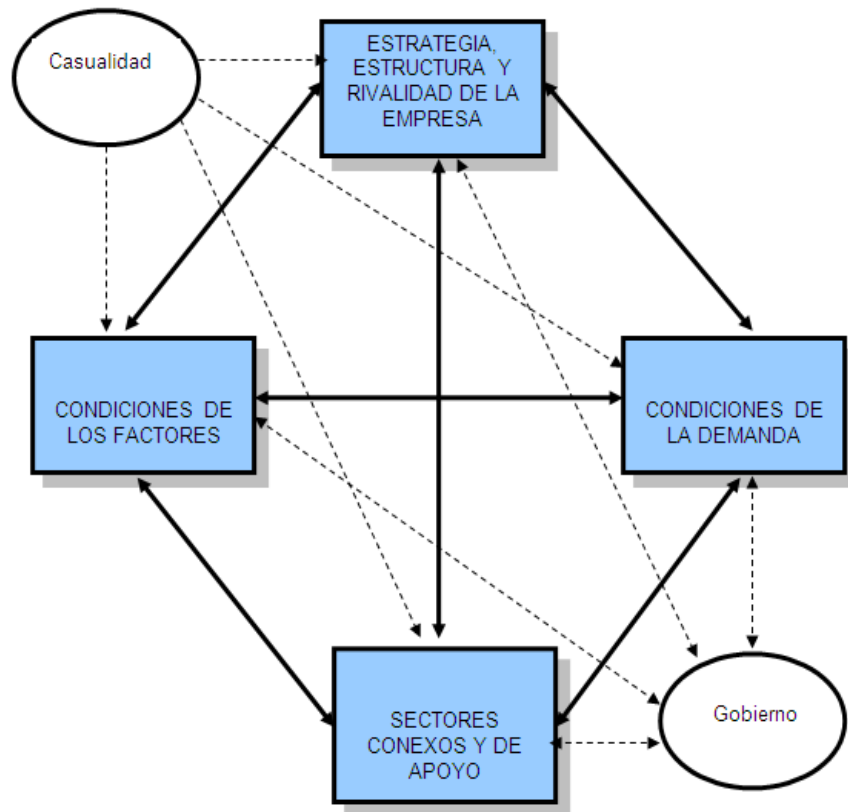 Casualidad
ESTRATEGIA,
ESTRUCTURA Y
RIVALIDAD DE LA
EMPRESA
CONDICIONES DE
LOS FACTORES
CONDICIONES DE
LA DEMANDA
SECTORES
CONEXOS Y DE
APOYO
Gobierno